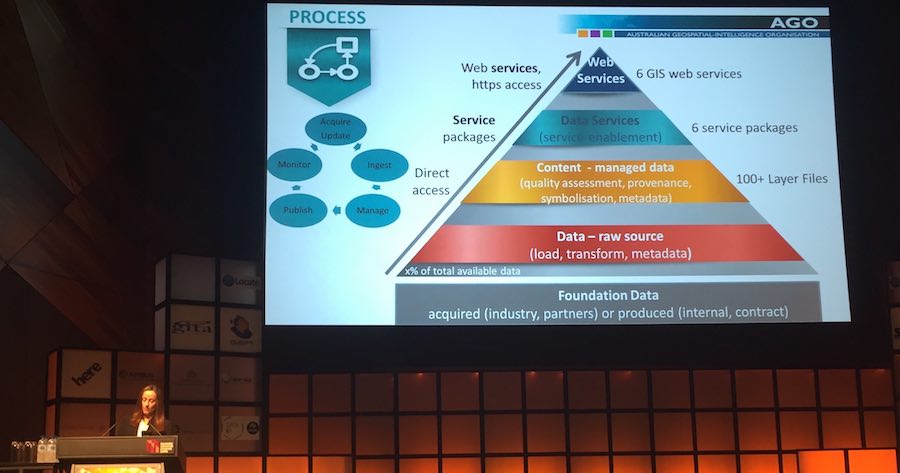 PROCESS
AGO
AUSTRALIAN GEOSPATIAL-INTELLIGENCE ORGANISATION
Acquire
Update
Ingest
Manage
Publish
Monitor
Web services,
https access
Service
packages
Direct
access
Web
Services
6 GIS web services
Data Services
(service enablement)
6 service packages
Content - managed data
(quality assessment, provenance,
symbolisation, metadata)
100+ Layer Files
Data – raw source
(load, transform, metadata)
x% of total available data
Foundation Data
acquired (industry, partners) or produced (internal, contract)
Locate
gita
here